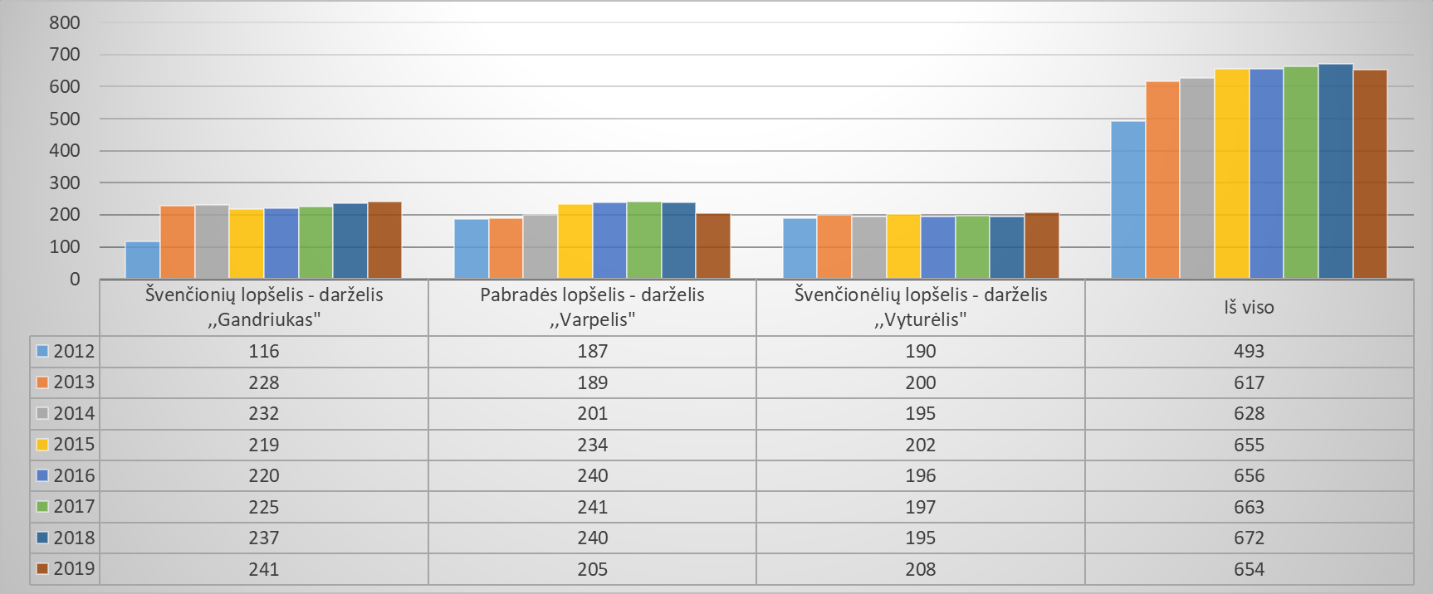 800
700
600
500
400
300
200
100
0
Švenčionių lopšelis - darželis
,,Gandriukas"
Pabradės lopšelis - darželis
,,Varpelis"
Švenčionėlių lopšelis - darželis
,,Vyturėlis"
Iš viso
2012 116 187 190 493
2013 228 189 200 617
2014 232 201 195 628
2015 219 234 202 655
2016 220 240 196 656
2017 225 241 197 663
2018 237 240 195 672
2019 241 205 208 654